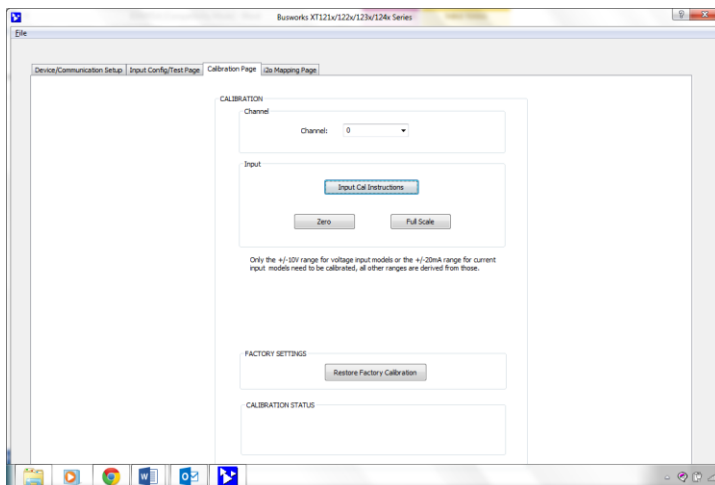 Busworks XT121x/122x/123x/124x Series
File
Device/Communication Setup
Input Config/Test Page
Calibration Page
i2o Mapping Page
CALIBRATION
Channel
Channel:
0
Input
Input Cal Instructions
Zero
Full Scale
Only the +/-10V range for voltage input models or the +/-20mA range for current
input models need to be calibrated, all other ranges are derived from those.
FACTORY SETTINGS
Restore Factory Calibration
CALIBRATION STATUS